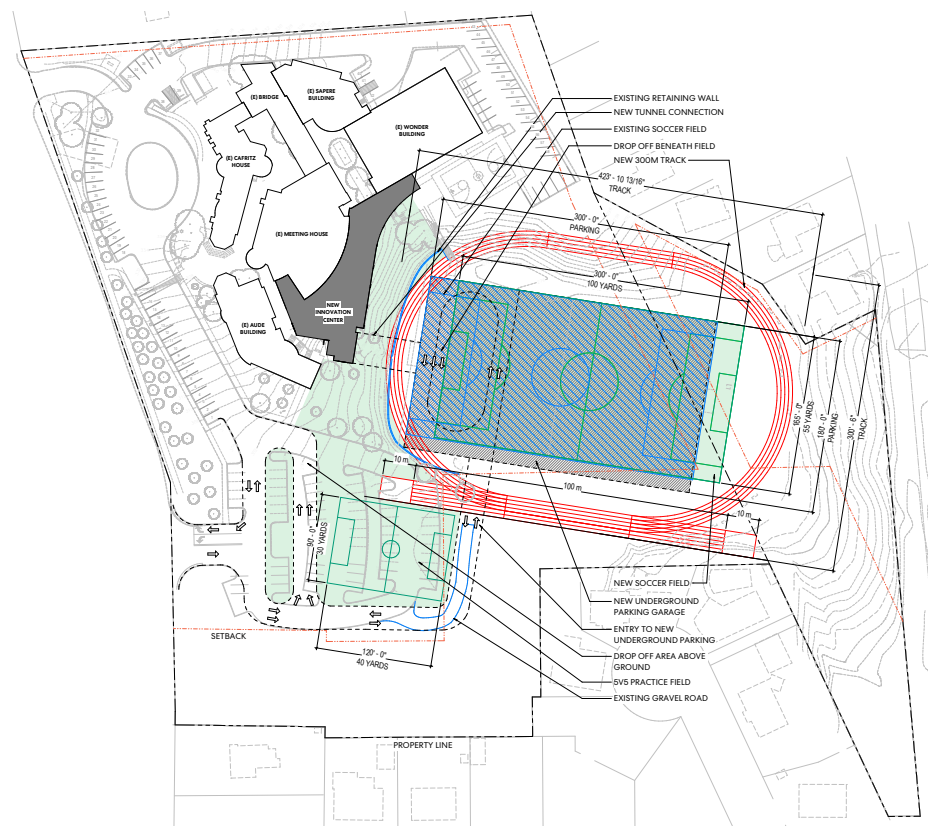 (E) SAPERE
BUILDING
(E) BRIDGE
(E) WONDER
BUILDING
(E) CAFRITZ
HOUSE
(E) MEETING HOUSE
NEW
INNOVATION
CENTER
(E) AUDE
BUILDING
EXISTING RETAINING WALL
NEW TUNNEL CONNECTION
EXISTING SOCCER FIELD
DROP OFF BENEATH FIELD
NEW 300M TRACK
423' - 10 13/16"
TRACK
300' - 0"
PARKING
300' - 0"
100 YARDS
165' - 0"
55 YARDS
180' - 0"
PARKING
300' - 6"
TRACK
10 m
100 m
10 m
90' - 0"
30 YARDS
120' - 0"
40 YARDS
SETBACK
NEW SOCCER FIELD
NEW UNDERGROUND
PARKING GARAGE
ENTRY TO NEW
UNDERGROUND PARKING
DROP OFF AREA ABOVE
GROUND
5V5 PRACTICE FIELD
EXISTING GRAVEL ROAD
PROPERTY LINE